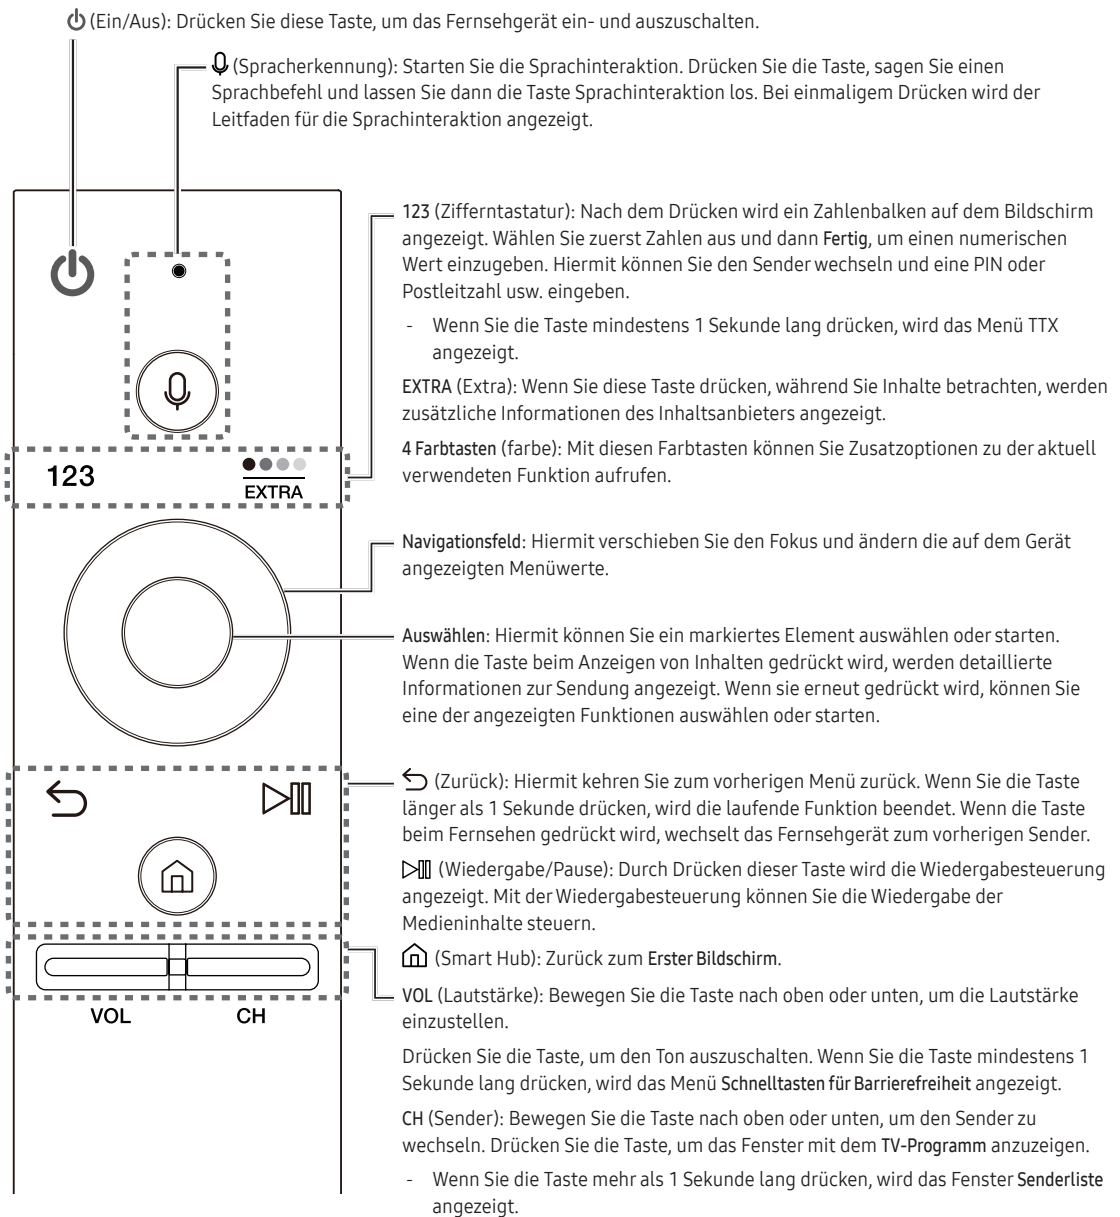 (Ein/Aus): Drücken Sie diese Taste, um das Fernsehgerät ein- und auszuschalten.
(Spracherkennung): Starten Sie die Sprachinteraktion. Drücken Sie die Taste, sagen Sie einen
Sprachbefehl und lassen Sie dann die Taste Sprachinteraktion los. Bei einmaligem Drücken wird der
Leitfaden für die Sprachinteraktion angezeigt.
123 (Zifferntastatur): Nach dem Drücken wird ein Zahlenbalken auf dem Bildschirm
angezeigt. Wählen Sie zuerst Zahlen aus und dann Fertig, um einen numerischen
Wert einzugeben. Hiermit können Sie den Sender wechseln und eine PIN oder
Postleitzahl usw. eingeben.
- Wenn Sie die Taste mindestens 1 Sekunde lang drücken, wird das Menü TTX
angezeigt.
EXTRA (Extra): Wenn Sie diese Taste drücken, während Sie Inhalte betrachten, werden
zusätzliche Informationen des Inhaltsanbieters angezeigt.
4 Farbtasten (farbe): Mit diesen Farbtasten können Sie Zusatzoptionen zu der aktuell
verwendeten Funktion aufrufen.
123
EXTRA
Navigationsfeld: Hiermit verschieben Sie den Fokus und ändern die auf dem Gerät
angezeigten Menüwerte.
Auswählen: Hiermit können Sie ein markiertes Element auswählen oder starten.
Wenn die Taste beim Anzeigen von Inhalten gedrückt wird, werden detaillierte
Informationen zur Sendung angezeigt. Wenn sie erneut gedrückt wird, können Sie
eine der angezeigten Funktionen auswählen oder starten.
(Zurück): Hiermit kehren Sie zum vorherigen Menü zurück. Wenn Sie die Taste
länger als 1 Sekunde drücken, wird die laufende Funktion beendet. Wenn die Taste
beim Fernsehen gedrückt wird, wechselt das Fernsehgerät zum vorherigen Sender.
(Wiedergabe/Pause): Durch Drücken dieser Taste wird die Wiedergabesteuerung
angezeigt. Mit der Wiedergabesteuerung können Sie die Wiedergabe der
Medieninhalte steuern.
(Smart Hub): Zurück zum Erster Bildschirm.
VOL (Lautstärke): Bewegen Sie die Taste nach oben oder unten, um die Lautstärke
einzustellen.
Drücken Sie die Taste, um den Ton auszuschalten. Wenn Sie die Taste mindestens 1
Sekunde lang drücken, wird das Menü Schnelltasten für Barrierefreiheit angezeigt.
CH (Sender): Bewegen Sie die Taste nach oben oder unten, um den Sender zu
wechseln. Drücken Sie die Taste, um das Fenster mit dem TV-Programm anzuzeigen.
- Wenn Sie die Taste mehr als 1 Sekunde lang drücken, wird das Fenster Senderliste
angezeigt.
VOL
CH